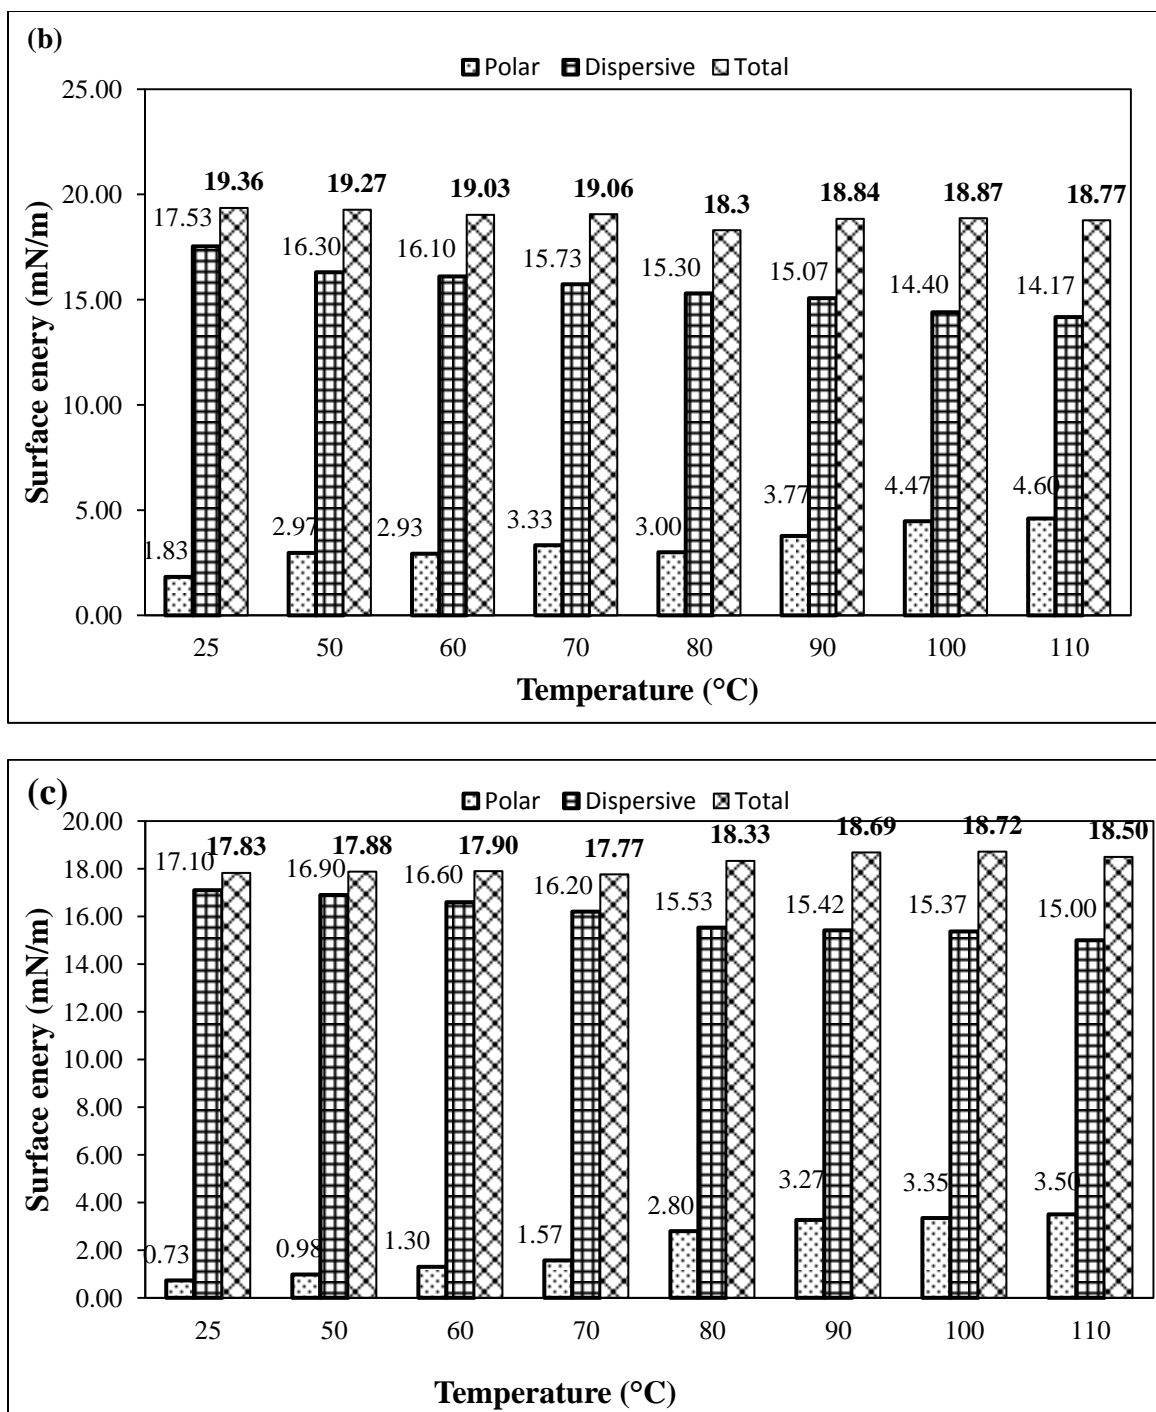 (b)
Polar Dispersive Total
25.00
20.00
15.00
10.00
5.00
0.00
Surface enery (mN/m)
19.36 19.27 19.03 19.06 18.3 18.84 18.87 18.77
17.53 16.30 16.10 15.73 15.30 15.07 14.40 14.17
1.83 2.97 2.93 3.33 3.00 3.77 4.47 4.60
25 50 60 70 80 90 100 110
Temperature (°C)
(c)
Polar Dispersive Total
20.00
18.00
16.00
14.00
12.00
10.00
8.00
6.00
4.00
2.00
0.00
Surface enery (mN/m)
17.83 17.88 17.90 17.77 18.33 18.69 18.72 18.50
17.10 16.90 16.60 16.20 15.53 15.42 15.37 15.00
0.73 0.98 1.30 1.57 2.80 3.27 3.35 3.50
25 50 60 70 80 90 100 110
Temperature (°C)